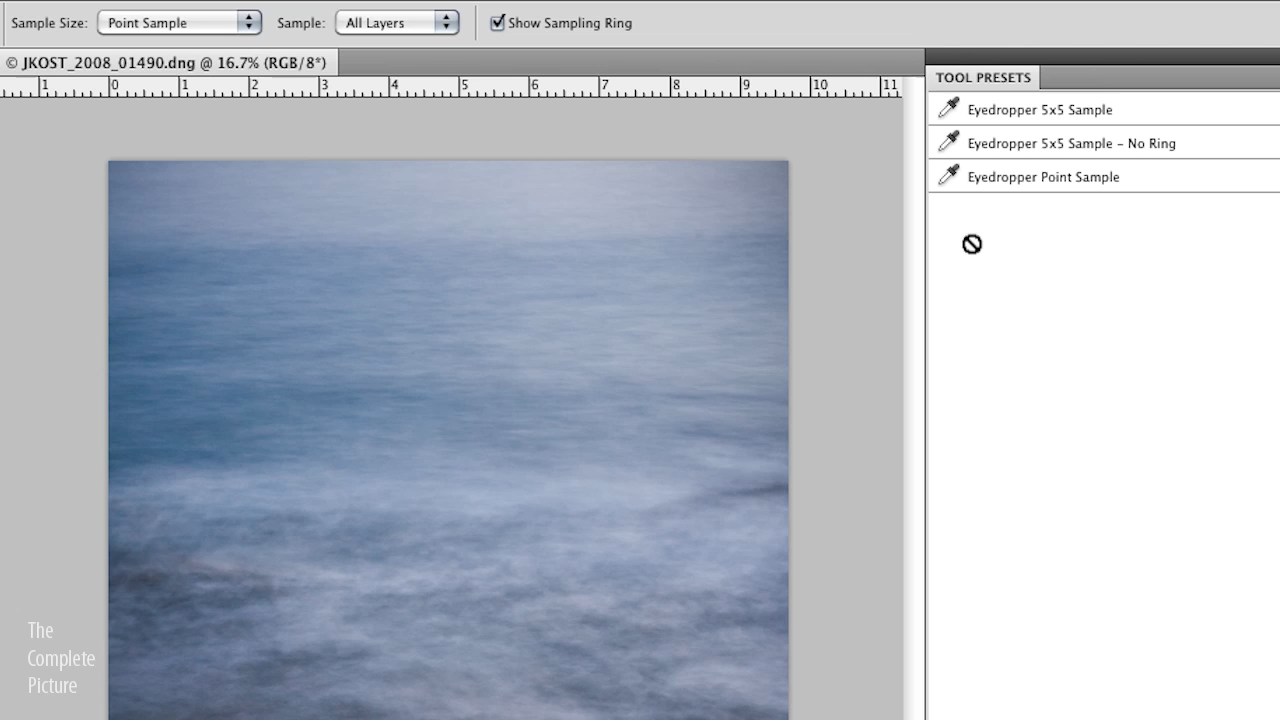 Sample Size: Point Sample Sample: All Layers Show Sampling Ring
© JKOST_2008_01490.dng @ 16.7% (RGB/8*)
TOOL PRESETS
1 0 1 2 3 4 5 6 7 8 9 10 11
Eyedropper 5x5 Sample
Eyedropper 5x5 Sample - No Ring
Eyedropper Point Sample
The
Complete
Picture